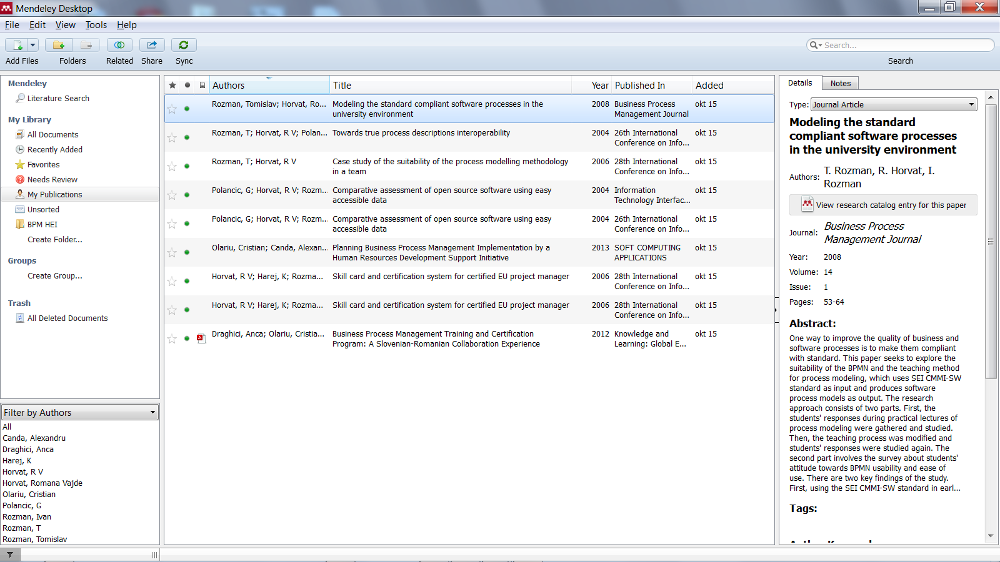 Mendeley Desktop
File Edit View Tools Help
Add Files Folders Related Share Sync
Search...
Search
Mendeley
Literature Search
My Library
All Documents
Recently Added
Favorites
Needs Review
My Publications
Unsorted
BPM HEI
Create Folder...
Groups
Create Group...
Trash
All Deleted Documents
Filter by Authors
All
Canda, Alexandru
Draghici, Anca
Harej, K
Horvat, R V
Horvat, Romana Vajde
Olariu, Cristian
Polancic, G
Rozman, Ivan
Rozman, T
Rozman, Tomislav
Authors Title Year Published In Added
Rozman, Tomislav; Horvat, Ro... Modeling the standard compliant software processes in the 2008 Business Process okt 15
university environment Management Journal
Rozman, T; Horvat, R V; Polan... Towards true process descriptions interoperability 2004 26th International okt 15
Conference on Info...
Rozman, T; Horvat, R V Case study of the suitability of the process modelling methodology 2006 28th International okt 15
in a team Conference on Info...
Polancic, G; Horvat, R V; Rozm... Comparative assessment of open source software using easy 2004 Information okt 15
accessible data Technology Interfac...
Polancic, G; Horvat, R V; Rozm... Comparative assessment of open source software using easy 2004 26th International okt 15
accessible data Conference on Info...
Olariu, Cristian; Canda, Alexan... Planning Business Process Management Implementation by a 2013 SOFT COMPUTING okt 15
Human Resources Development Support Initiative APPLICATIONS
Horvat, R V; Harej, K; Rozma... Skill card and certification system for certified EU project manager 2006 28th International okt 15
Conference on Info...
Horvat, R V; Harej, K; Rozma... Skill card and certification system for certified EU project manager 2006 28th International okt 15
Conference on Info...
Draghici, Anca; Olariu, Cristia... Business Process Management Training and Certification 2012 Knowledge and okt 15
Program: A Slovenian-Romanian Collaboration Experience Learning: Global E...
Details Notes
Type: Journal Article
Modeling the standard
compliant software processes
in the university environment
Authors: T. Rozman, R. Horvat, I.
Rozman
View research catalog entry for this paper
Journal: Business Process
Management Journal
Year: 2008
Volume: 14
Issue: 1
Pages: 53-64
Abstract:
One way to improve the quality of business and
software processes is to make them compliant
with standard. This paper seeks to explore the
suitability of the BPMN and the teaching method
for process modeling, which uses SEI CMMI-SW
standard as input and produces software
process models as output. The research
approach consists of two parts. First, the
students' responses during practical lectures of
process modeling were gathered and studied.
Then, the teaching process was modified and
students' responses were studied again. The
second part involves the survey about students'
attitude towards BPMN usability and ease of
use. There are two key findings of the study.
First, using the SEI CMMI-SW standard in earl...
Tags: